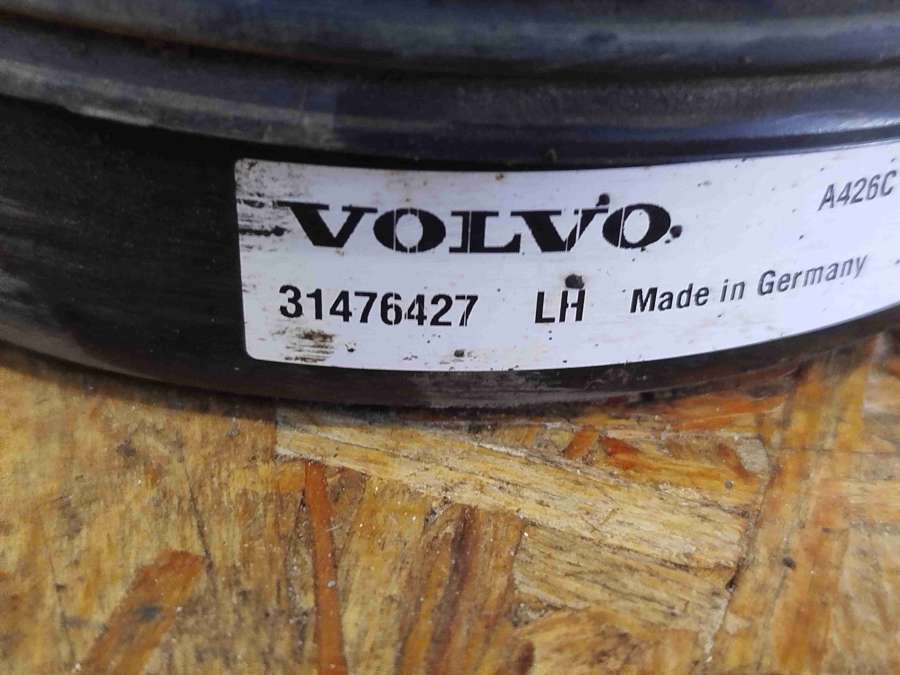 A426C
VOLVO
31476427 LH Made in Germany